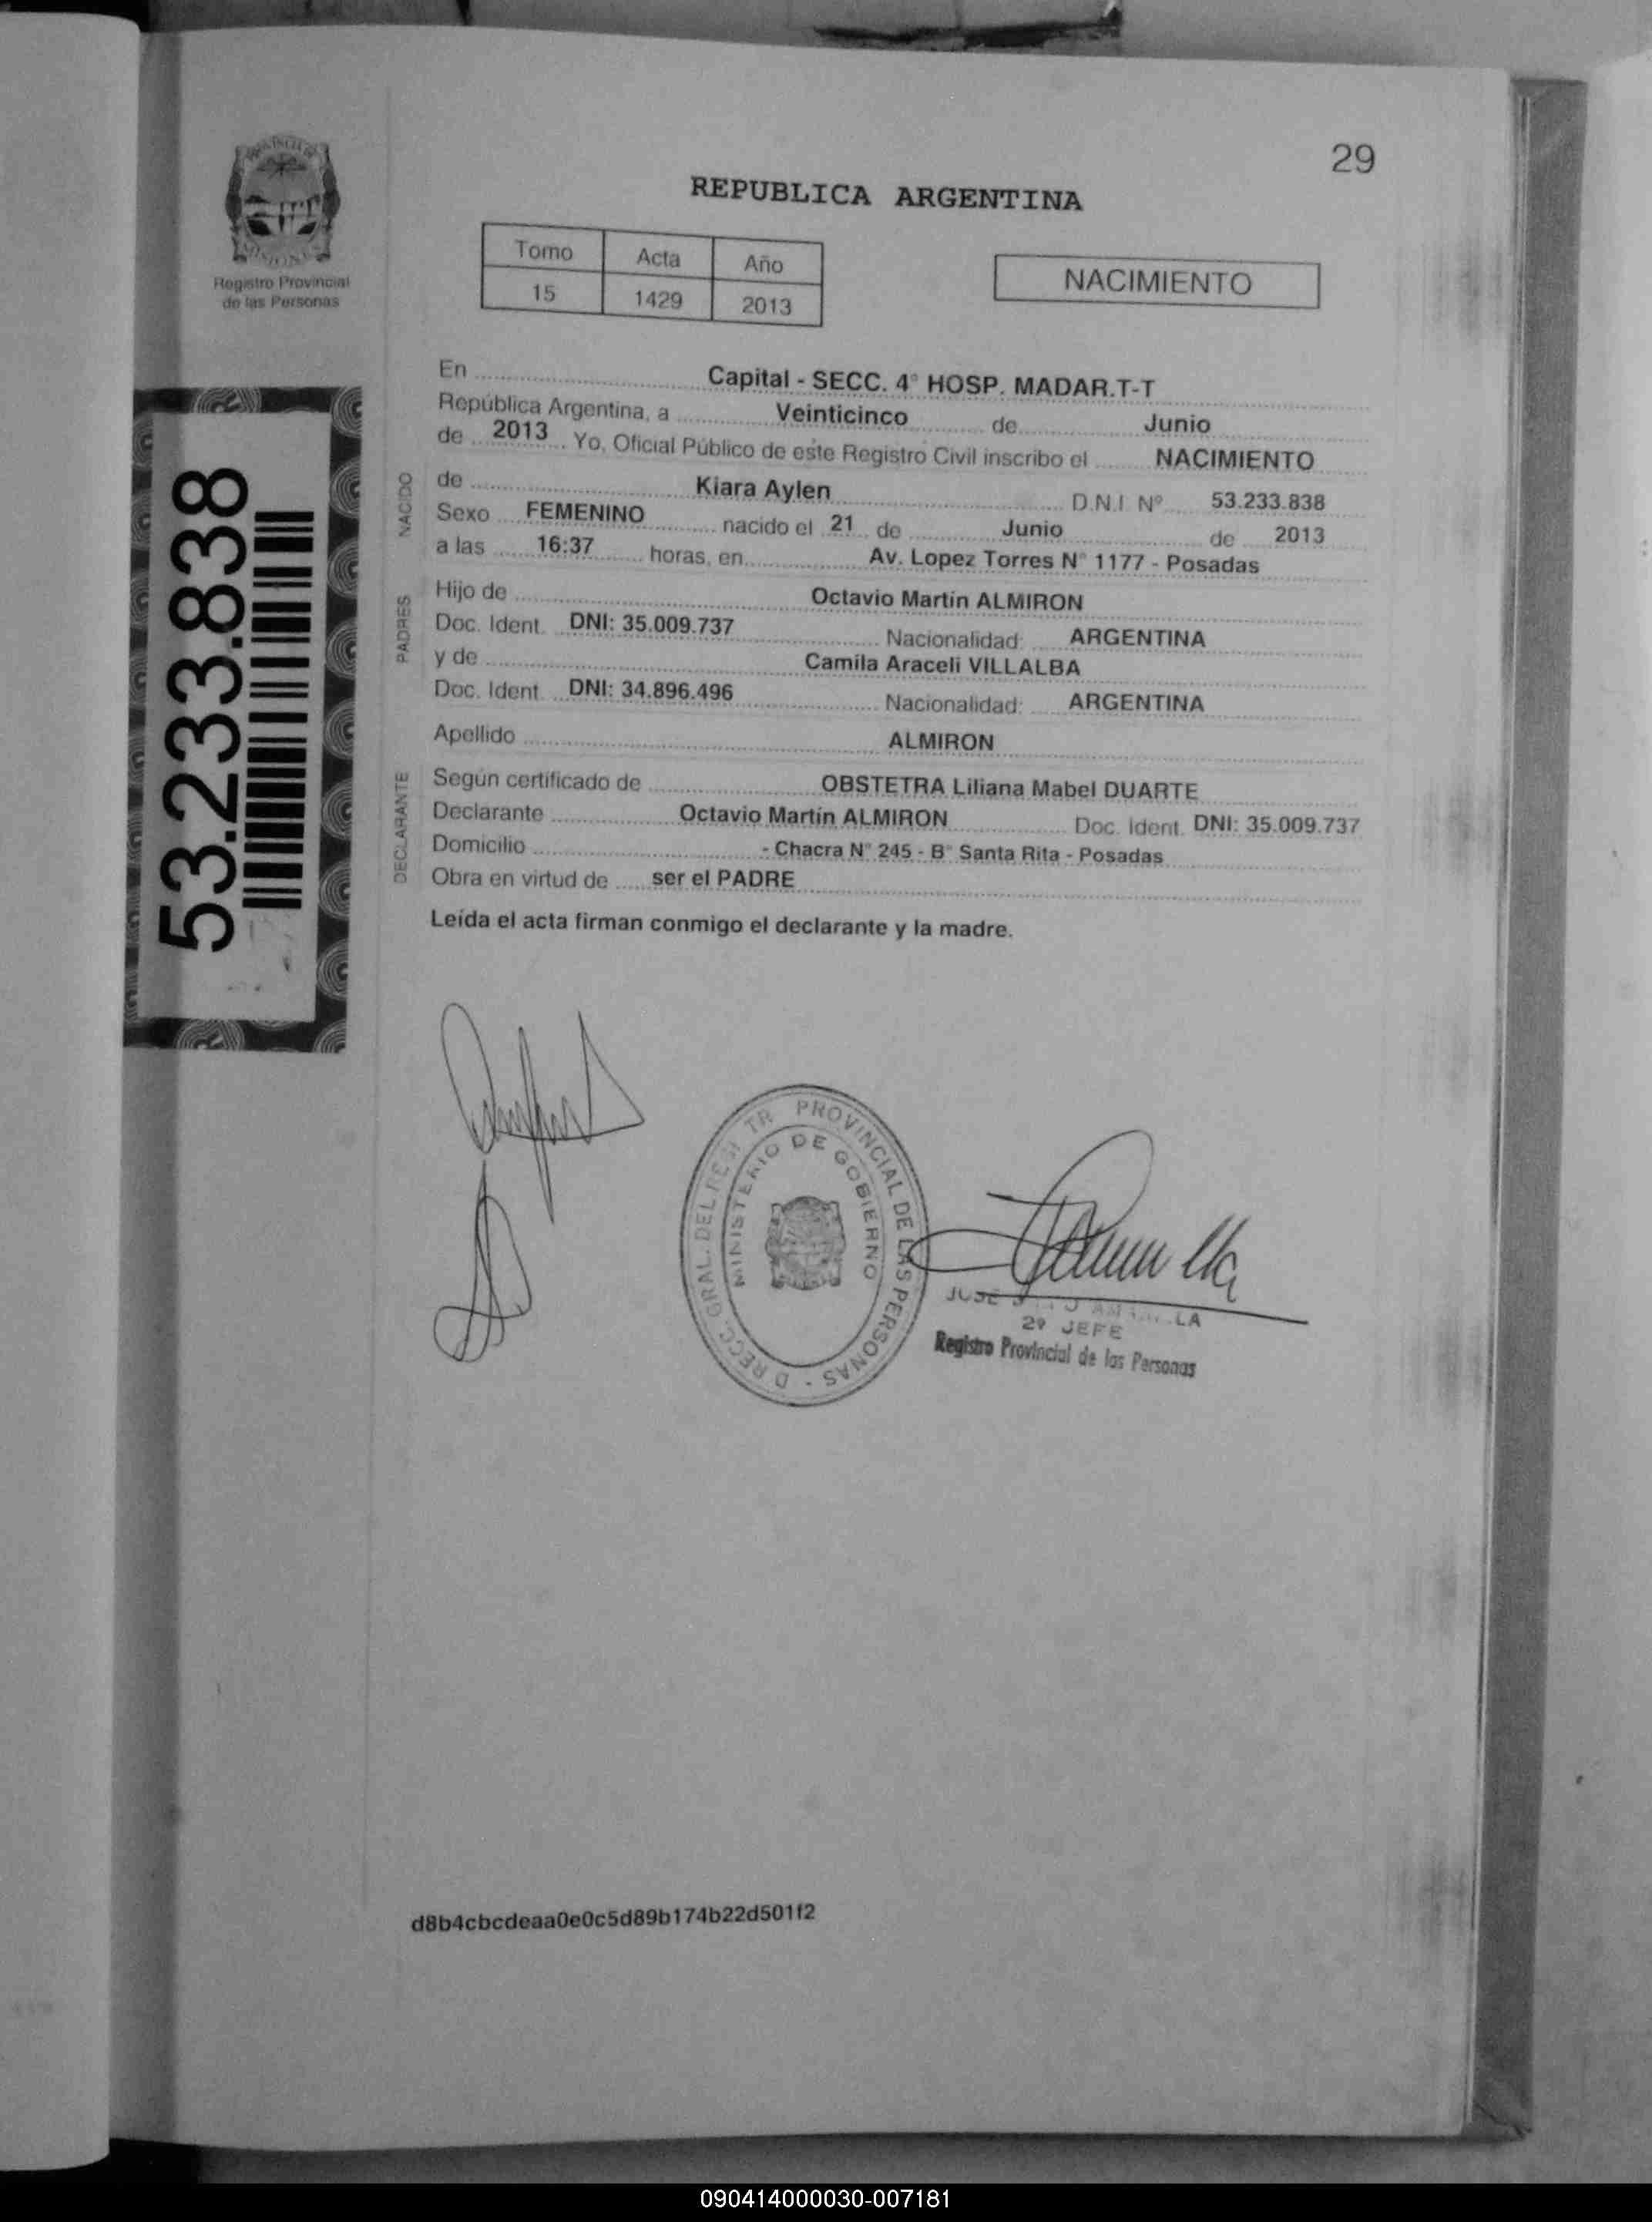 29
REPUBLICA ARGENTINA
Registro Provincial
de las Personas
Tomo Acta Año
15 1429 2013
NACIMIENTO
53.233.838
En Capital - SECC. 4° HOSP. MADAR.T-T
República Argentina, a Veinticinco de Junio
de 2013 Yo, Oficial Público de este Registro Civil inscribo el NACIMIENTO
NACIDO
de Kiara Aylen D.N.I. Nº 53.233.838
Sexo FEMENINO nacido el 21 de Junio de 2013
a las 16:37 horas, en Av. Lopez Torres N° 1177 - Posadas
PADRES
Hijo de Octavio Martín ALMIRON
Doc. Ident. DNI: 35.009.737 Nacionalidad: ARGENTINA
y de Camila Araceli VILLALBA
Doc. Ident. DNI: 34.896.496 Nacionalidad: ARGENTINA
Apellido ALMIRON
DECLARANTE
Según certificado de OBSTETRA Liliana Mabel DUARTE
Declarante Octavio Martín ALMIRON Doc. Ident. DNI: 35.009.737
Domicilio - Chacra N° 245 - B° Santa Rita - Posadas
Obra en virtud de ser el PADRE
Leída el acta firman conmigo el declarante y la madre.
PROVINCIAL DE LAS PERSONAS
MINISTERIO DE GOBIERNO
JOSE
2º JEFE
Registro Provincial de las Personas
d8b4cbcdeaa0e0c5d89b174b22d501f2
090414000030-007181